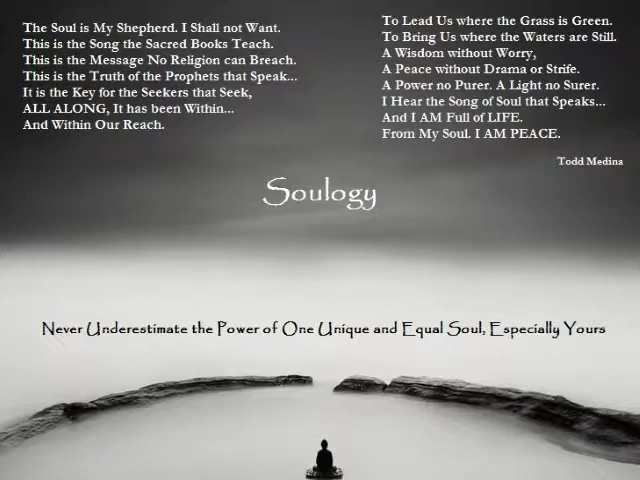 The Soul is My Shepherd. I Shall not Want.
This is the Song the Sacred Books Teach.
This is the Message No Religion can Breach.
This is the Truth of the Prophets that Speak...
It is the Key for the Seekers that Seek,
ALL ALONG, It has been Within...
And Within Our Reach.
To Lead Us where the Grass is Green.
To Bring Us where the Waters are Still.
A Wisdom without Worry,
A Peace without Drama or Strife.
A Power no Purer. A Light no Surer.
I Hear the Song of Soul that Speaks...
And I AM Full of LIFE.
From My Soul. I AM PEACE.
Todd Medina
Soulogy
Never Underestimate the Power of One Unique and Equal Soul, Especially Yours